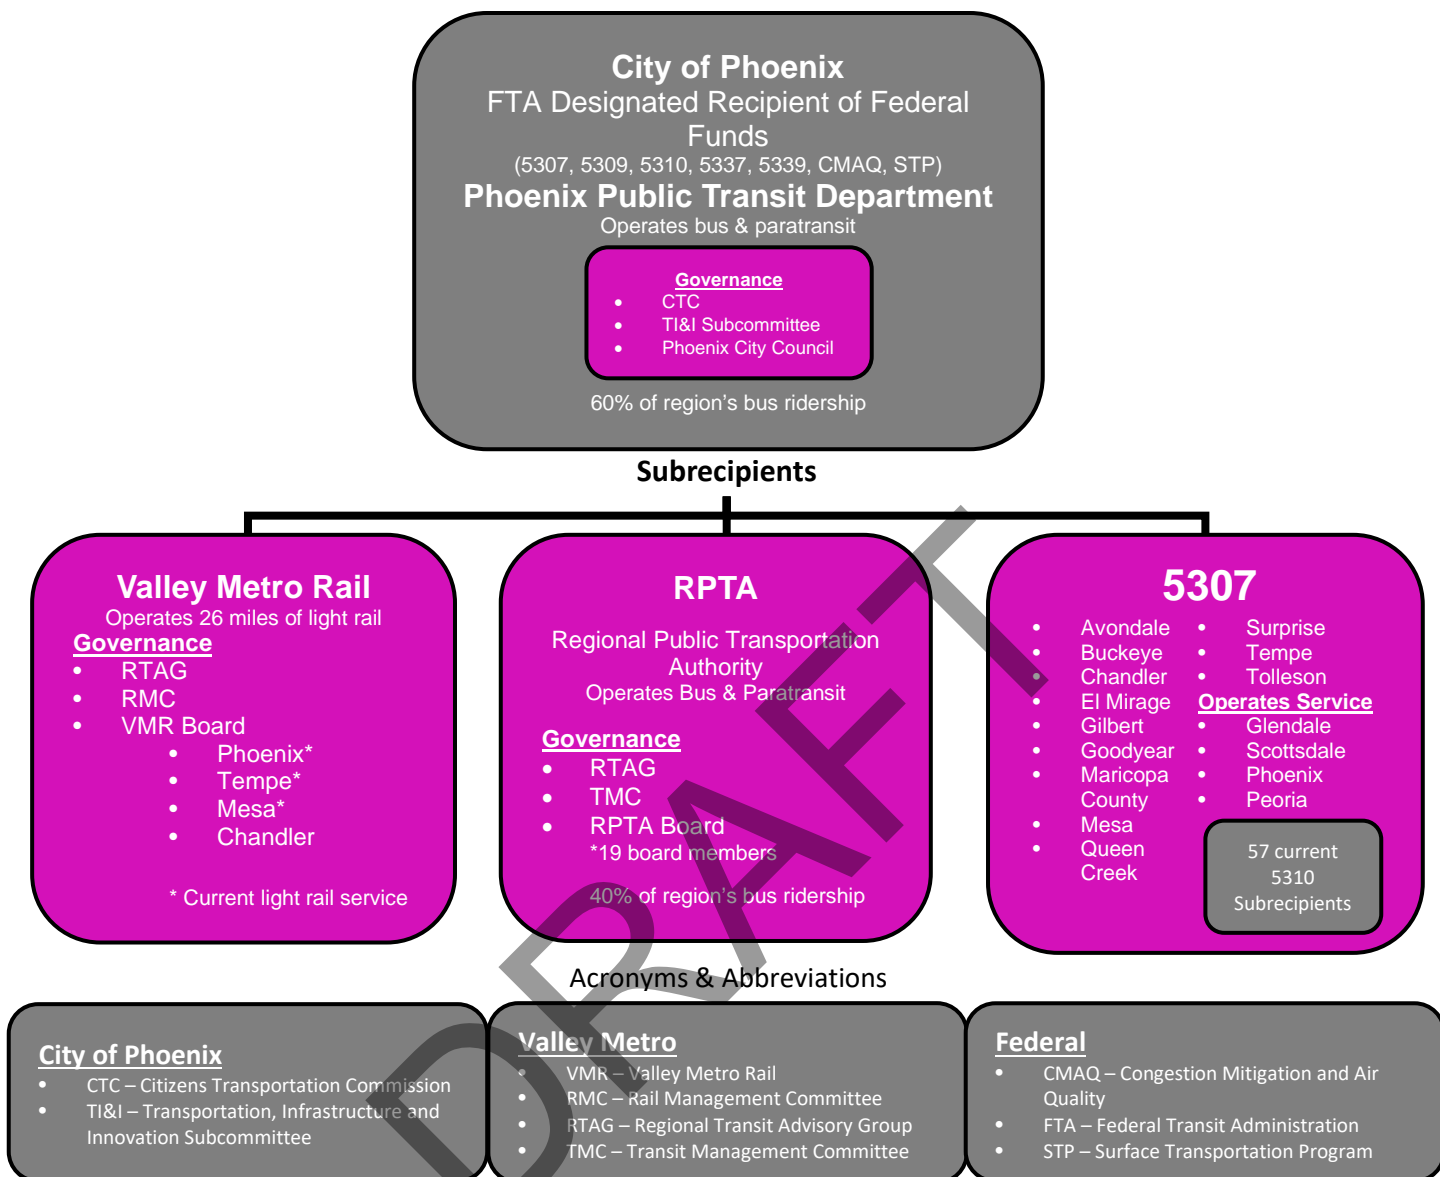 City of Phoenix
FTA Designated Recipient of Federal
Funds
(5307, 5309, 5310, 5337, 5339, CMAQ, STP)
Phoenix Public Transit Department
Operates bus & paratransit
Governance
• CTC
• TI&I Subcommittee
• Phoenix City Council
60% of region's bus ridership
Subrecipients
Valley Metro Rail
Operates 26 miles of light rail
Governance
• RTAG
• RMC
• VMR Board
• Phoenix*
• Tempe*
• Mesa*
• Chandler
* Current light rail service
RPTA
Regional Public Transportation
Authority
Operates Bus & Paratransit
Governance
• RTAG
• TMC
• RPTA Board
*19 board members
40% of region's bus ridership
5307
• Avondale
• Buckeye
• Chandler
• El Mirage
• Gilbert
• Goodyear
• Maricopa
County
• Mesa
• Queen
Creek
• Surprise
• Tempe
• Tolleson
Operates Service
• Glendale
• Scottsdale
• Phoenix
• Peoria
57 current
5310
Subrecipients
DRAFT
Acronyms & Abbreviations
City of Phoenix
• CTC – Citizens Transportation Commission
• TI&I – Transportation, Infrastructure and
Innovation Subcommittee
Valley Metro
• VMR – Valley Metro Rail
• RMC – Rail Management Committee
• RTAG – Regional Transit Advisory Group
• TMC – Transit Management Committee
Federal
• CMAQ – Congestion Mitigation and Air
Quality
• FTA – Federal Transit Administration
• STP – Surface Transportation Program